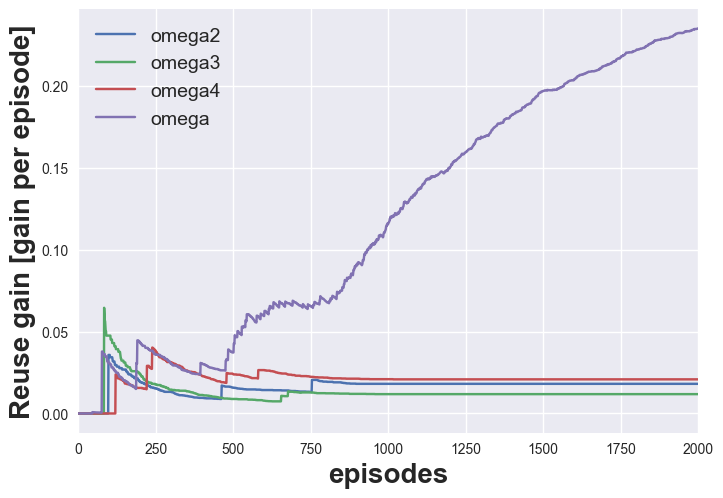 omega2
omega3
omega4
omega
Reuse gain [gain per episode]
0.20
0.15
0.10
0.05
0.00
0 250 500 750 1000 1250 1500 1750 2000
episodes